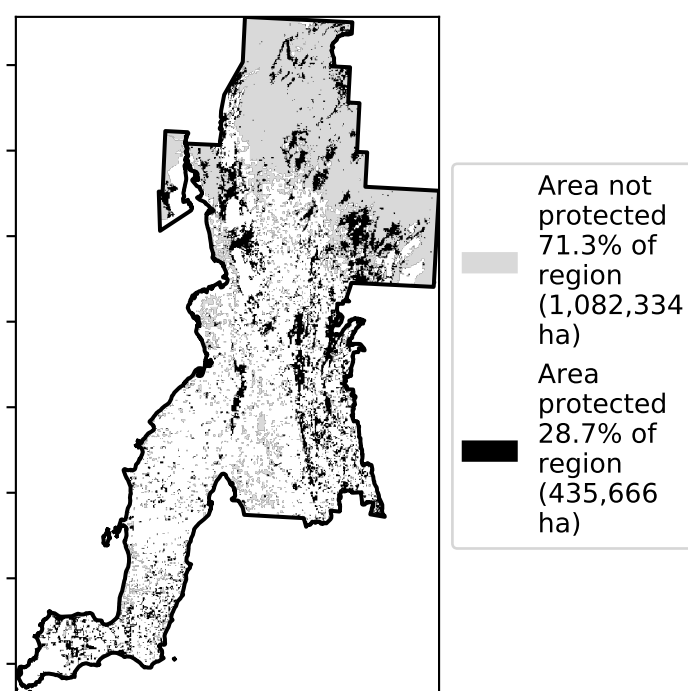 Area not
protected
71.3% of
region
(1,082,334
ha)
Area
protected
28.7% of
region
(435,666
ha)